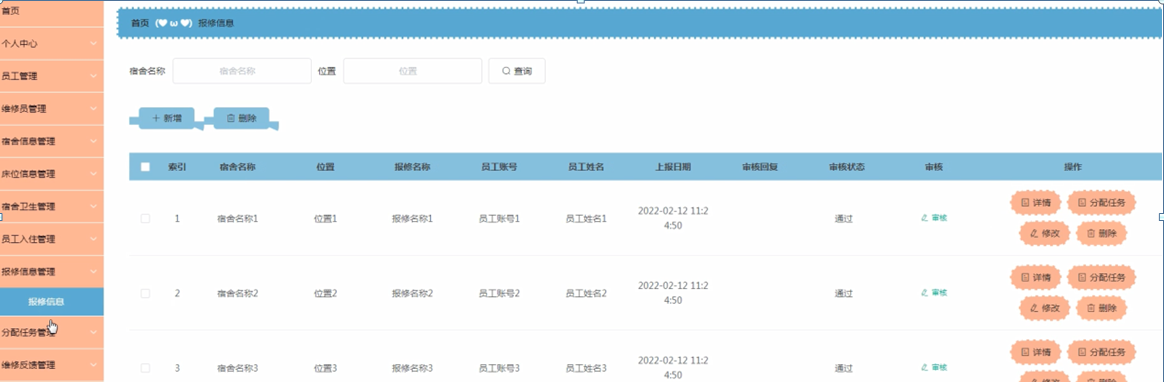 首页
个人中心
员工管理
维修员管理
宿舍信息管理
床位信息管理
宿舍卫生管理
员工入住管理
报修信息管理
报修信息
分配任务管理
维修反馈管理
首页 (♥ω♥) 报修信息
宿舍名称 宿舍名称 位置 位置 查询
新增 删除
索引 宿舍名称 位置 报修名称 员工账号 员工姓名 上报日期 审核回复 审核状态 审核 操作
1 宿舍名称1 位置1 报修名称1 员工账号1 员工姓名1 2022-02-12 11:2 通过 审核 详情 分配任务
4:50 修改 删除
2 宿舍名称2 位置2 报修名称2 员工账号2 员工姓名2 2022-02-12 11:2 通过 审核 详情 分配任务
4:50 修改 删除
3 宿舍名称3 位置3 报修名称3 员工账号3 员工姓名3 2022-02-12 11:2 通过 审核 详情 分配任务
4:50 修改 删除